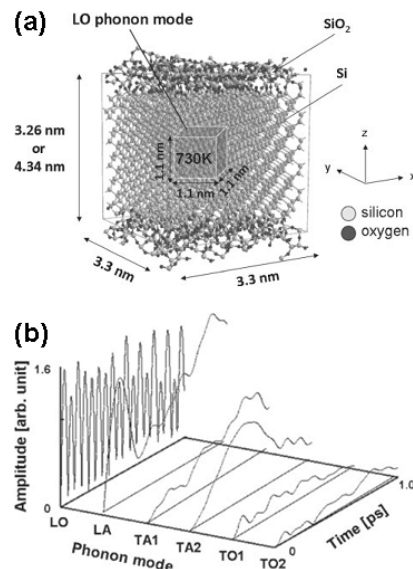 (a)
LO phonon mode
SiO2
Si
3.26 nm
or
4.34 nm
730K
1.1 nm
1.1 nm
1.1 nm
z
y
x
silicon
oxygen
3.3 nm
3.3 nm
(b)
Amplitude [arb. unit]
1.6
0
LO
LA
TA1
TA2
TO1
TO2
Phonon mode
0
Time [ps]
1.0